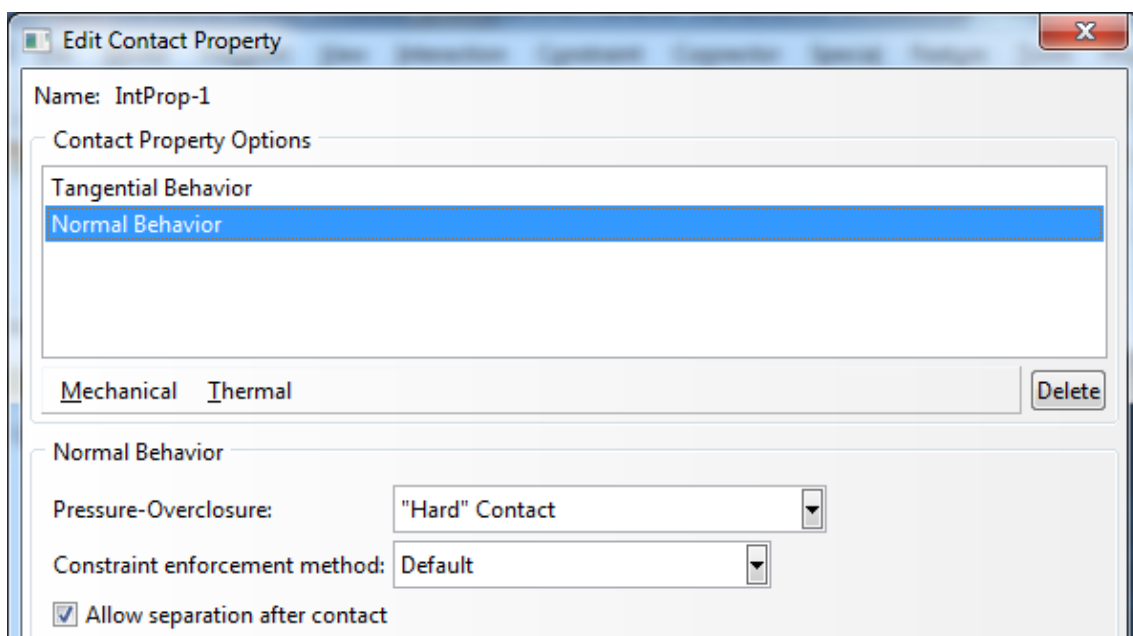 Edit Contact Property
Name: IntProp-1
Contact Property Options
Tangential Behavior
Normal Behavior
Mechanical Thermal Delete
Normal Behavior
Pressure-Overclosure: "Hard" Contact
Constraint enforcement method: Default
Allow separation after contact